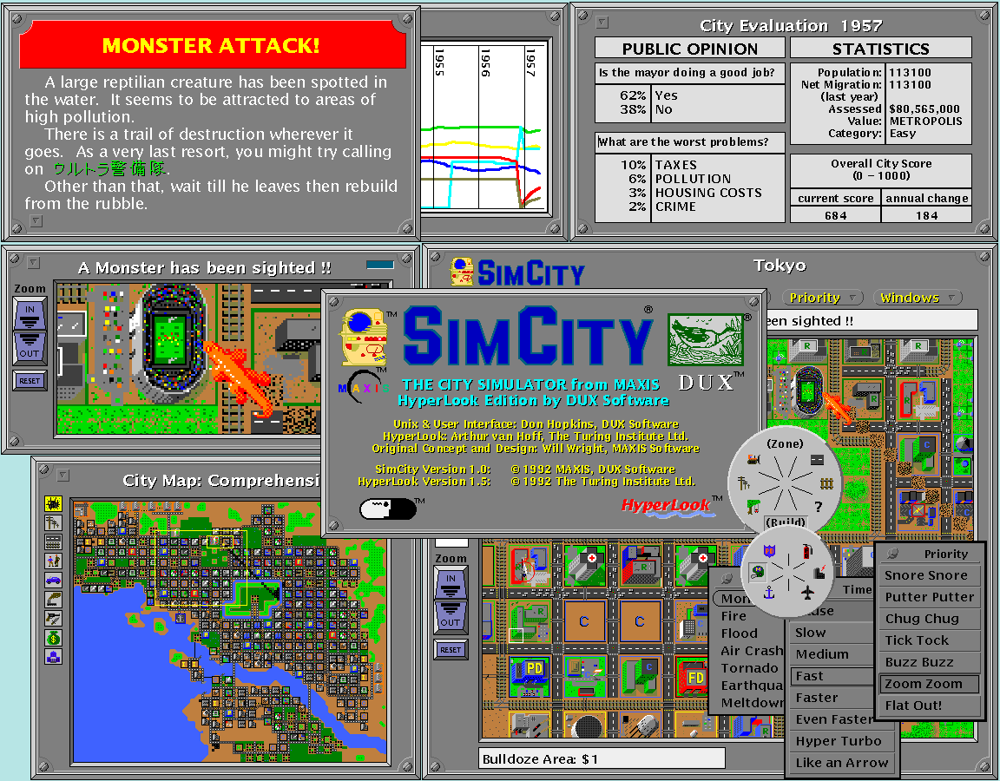 MONSTER ATTACK!
A large reptilian creature has been spotted in
the water. It seems to be attracted to areas of
high pollution.
There is a trail of destruction wherever it
goes. As a very last resort, you might try calling
on ウルトラ警備隊.
Other than that, wait till he leaves then rebuild
from the rubble.
1955
1956
1957
City Evaluation 1957
PUBLIC OPINION
Is the mayor doing a good job?
62% Yes
38% No
What are the worst problems?
10% TAXES
6% POLLUTION
3% HOUSING COSTS
2% CRIME
STATISTICS
Population: 113100
Net Migration: 113100
(last year)
Assessed $80,565,000
Value: METROPOLIS
Category: Easy
Overall City Score
(0 – 1000)
current score annual change
684 184
A Monster has been sighted !!
Zoom
IN
OUT
RESET
SIMCITY
Tokyo
Priority
Windows
een sighted !!
SIMCITY®
TM
MAXIS
TM
DUX TM
®
THE CITY SIMULATOR from MAXIS
HyperLook Edition by DUX Software
Unix & User Interface: Don Hopkins, DUX Software
HyperLook: Arthur van Hoff, The Turing Institute Ltd.
Original Concept and Design: Will Wright, MAXIS Software
SimCity Version 1.0: © 1992 MAXIS, DUX Software
HyperLook Version 1.5: © 1992 The Turing Institute Ltd.
TM
HyperLook TM
City Map: Comprehensi
(Zone)
?
(Build)
Zoom
IN
OUT
RESET
R
R
R
C
R
R
C
C
PD
C
C
FD
Mon
Fire
Flood
Air Crash
Tornado
Earthqua
Meltdow
Time
use
Slow
Medium
Fast
Faster
Even Faster
Hyper Turbo
Like an Arrow
Priority
Snore Snore
Putter Putter
Chug Chug
Tick Tock
Buzz Buzz
Zoom Zoom
Flat Out!
Bulldoze Area: $1